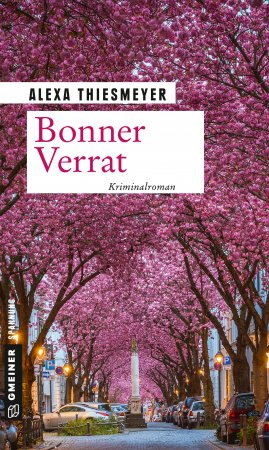 ALEXA THIESMEYER
Bonner
Verrat
Kriminalroman
GMEINER SPANNUNG